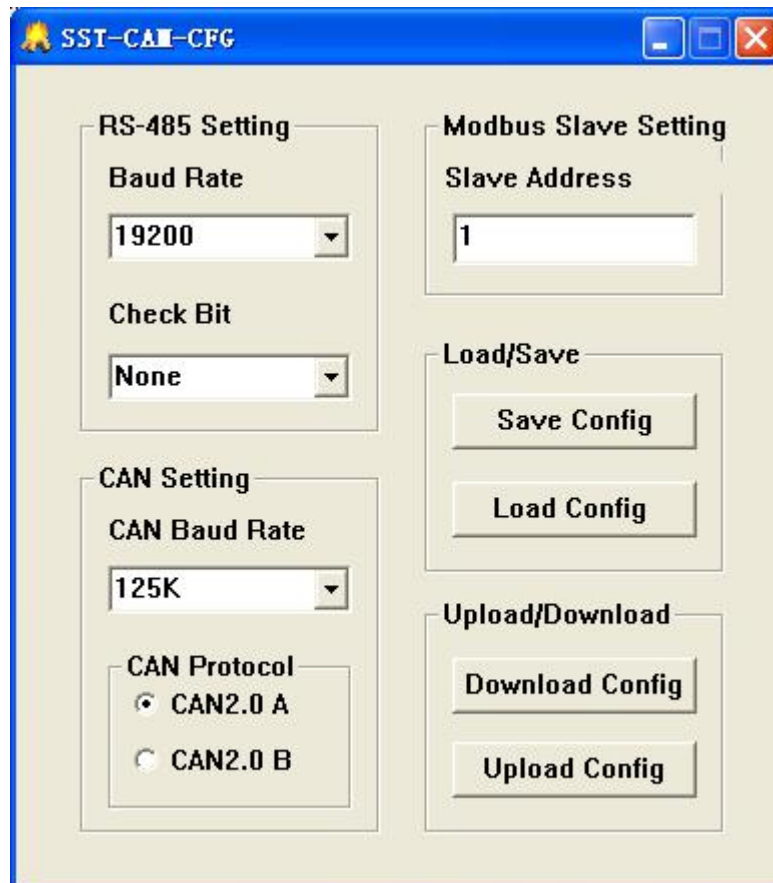 SST-CAN-CFG
RS-485 Setting
Baud Rate
19200
Check Bit
None
CAN Setting
CAN Baud Rate
125K
CAN Protocol
CAN2.0 A
CAN2.0 B
Modbus Slave Setting
Slave Address
1
Load/Save
Save Config
Load Config
Upload/Download
Download Config
Upload Config